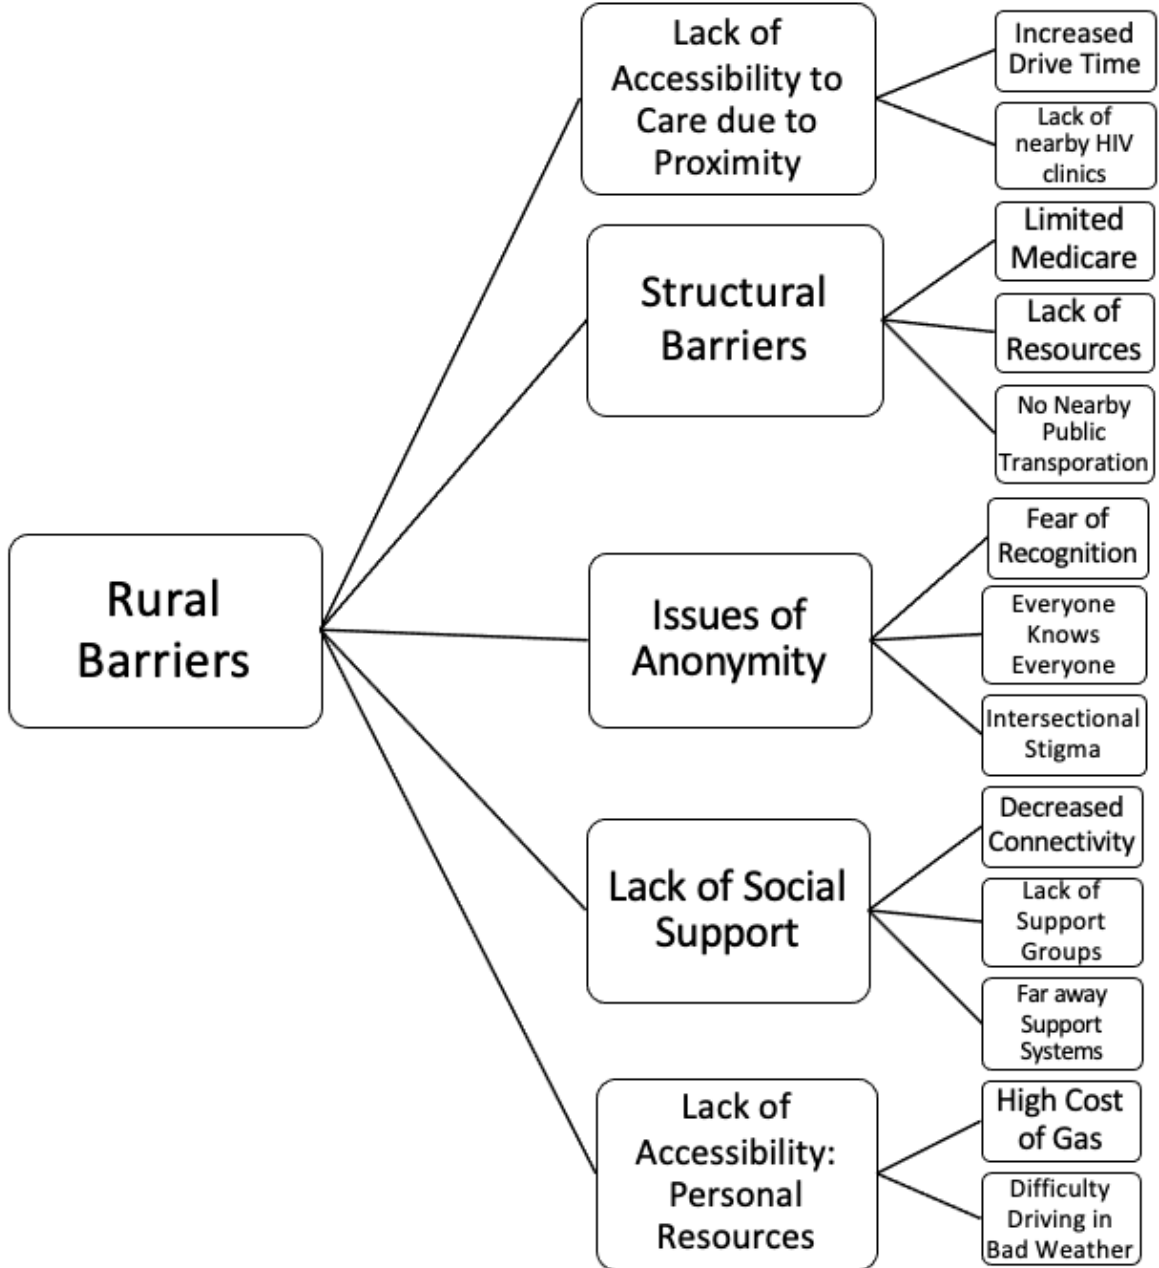 Rural
Barriers
Lack of
Accessibility to
Care due to
Proximity
Increased
Drive Time
Lack of
nearby HIV
clinics
Structural
Barriers
Limited
Medicare
Lack of
Resources
No Nearby
Public
Transporation
Issues of
Anonymity
Fear of
Recognition
Everyone
Knows
Everyone
Intersectional
Stigma
Lack of Social
Support
Decreased
Connectivity
Lack of
Support
Groups
Far away
Support
Systems
Lack of
Accessibility:
Personal
Resources
High Cost
of Gas
Difficulty
Driving in
Bad Weather